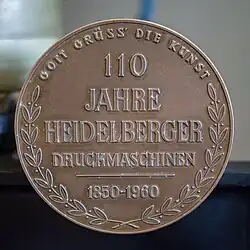 GOTT GRÜSS' DIE KUNST
110
JAHRE
HEIDELBERGER
DRUCKMASCHINEN
1850-1960